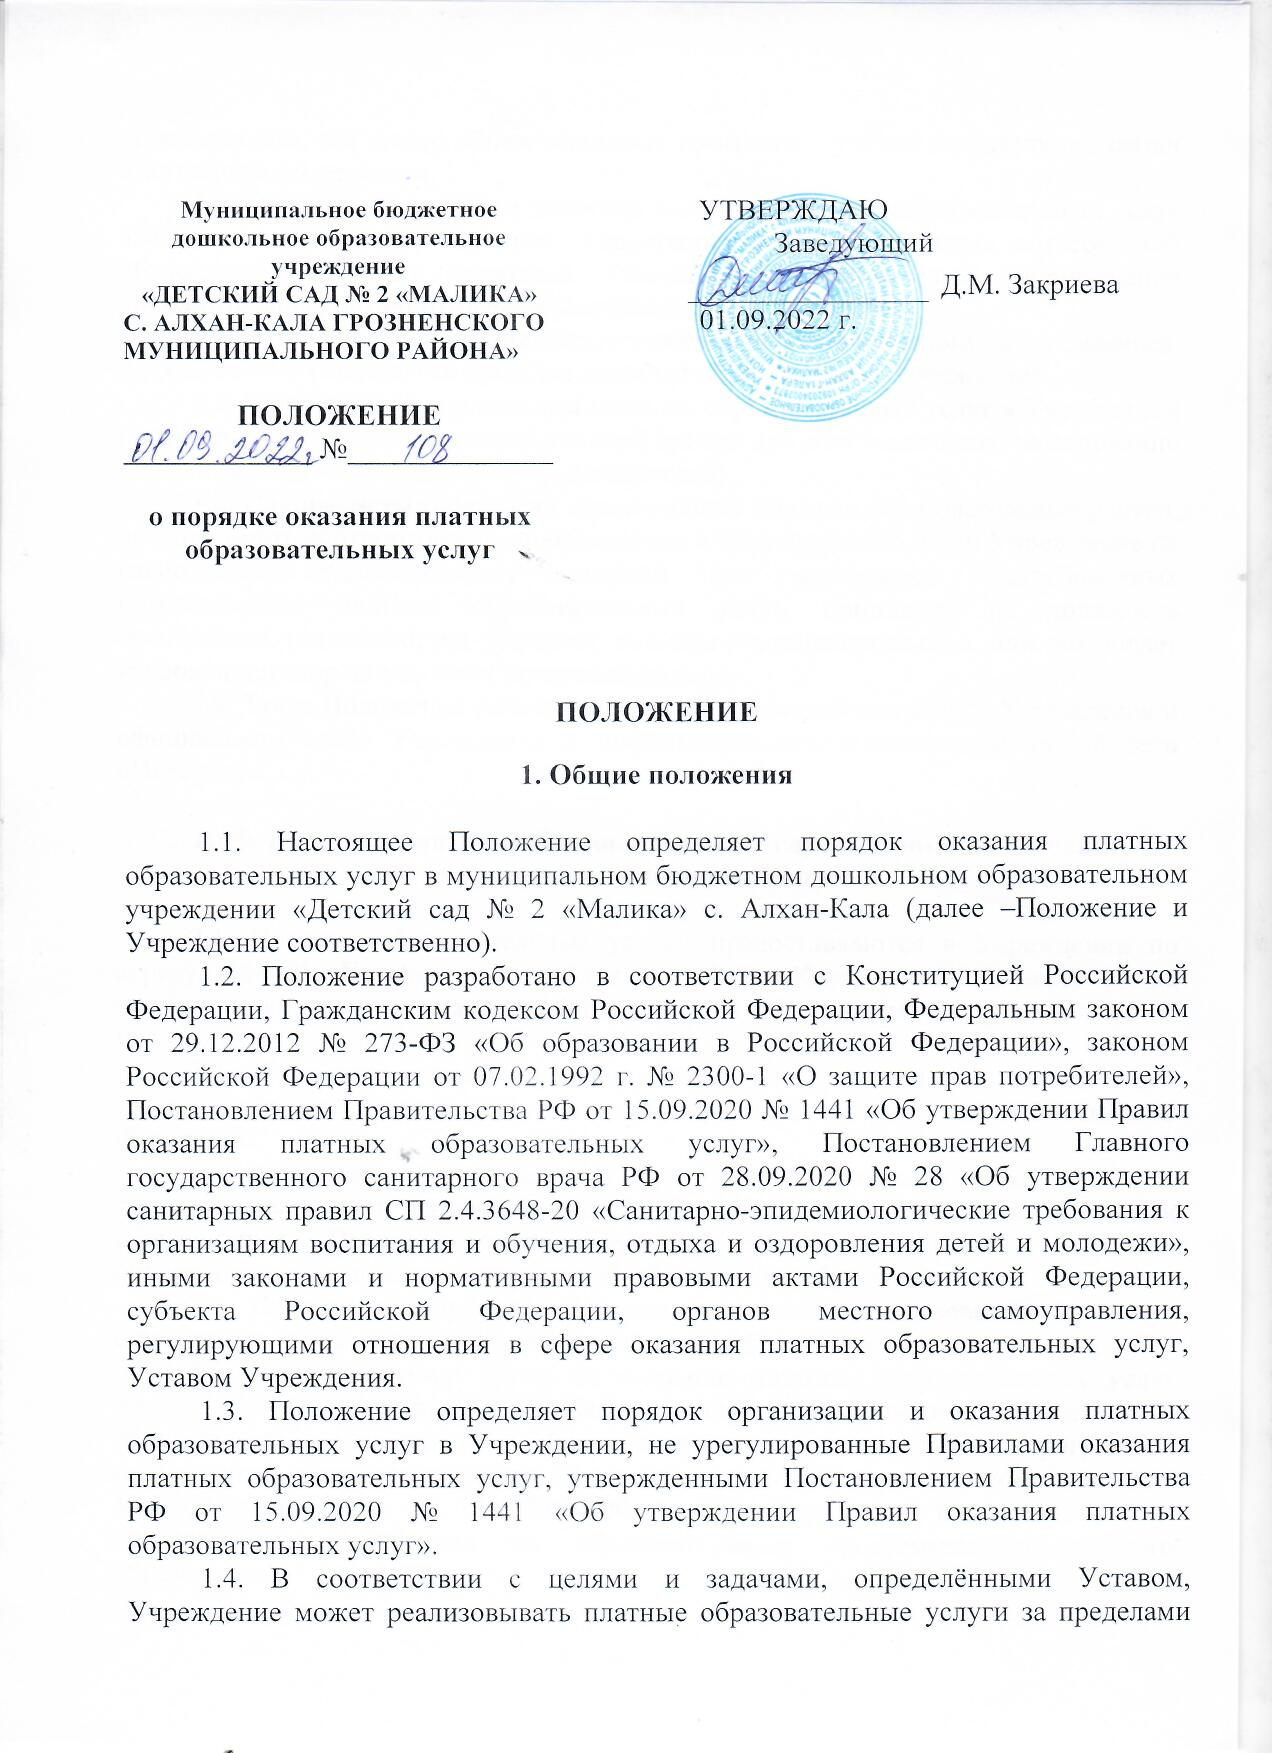 Муниципальное бюджетное
дошкольное образовательное
учреждение
«ДЕТСКИЙ САД № 2 «МАЛИКА»
С. АЛХАН-КАЛА ГРОЗНЕНСКОГО
МУНИЦИПАЛЬНОГО РАЙОНА»
ПОЛОЖЕНИЕ
01.09.2022г № 108
о порядке оказания платных
образовательных услуг
УТВЕРЖДАЮ
Заведующий
Д.М. Закриева
01.09.2022 г.
ПОЛОЖЕНИЕ
1. Общие положения
1.1. Настоящее Положение определяет порядок оказания платных
образовательных услуг в муниципальном бюджетном дошкольном образовательном
учреждении «Детский сад № 2 «Малика» с. Алхан-Кала (далее –Положение и
Учреждение соответственно).
1.2. Положение разработано в соответствии с Конституцией Российской
Федерации, Гражданским кодексом Российской Федерации, Федеральным законом
от 29.12.2012 № 273-ФЗ «Об образовании в Российской Федерации», законом
Российской Федерации от 07.02.1992 г. № 2300-1 «О защите прав потребителей»,
Постановлением Правительства РФ от 15.09.2020 № 1441 «Об утверждении Правил
оказания платных образовательных услуг», Постановлением Главного
государственного санитарного врача РФ от 28.09.2020 № 28 «Об утверждении
санитарных правил СП 2.4.3648-20 «Санитарно-эпидемиологические требования к
организациям воспитания и обучения, отдыха и оздоровления детей и молодежи»,
иными законами и нормативными правовыми актами Российской Федерации,
субъекта Российской Федерации, органов местного самоуправления,
регулирующими отношения в сфере оказания платных образовательных услуг,
Уставом Учреждения.
1.3. Положение определяет порядок организации и оказания платных
образовательных услуг в Учреждении, не урегулированные Правилами оказания
платных образовательных услуг, утвержденными Постановлением Правительства
РФ от 15.09.2020 № 1441 «Об утверждении Правил оказания платных
образовательных услуг».
1.4. В соответствии с целями и задачами, определёнными Уставом,
Учреждение может реализовывать платные образовательные услуги за пределами